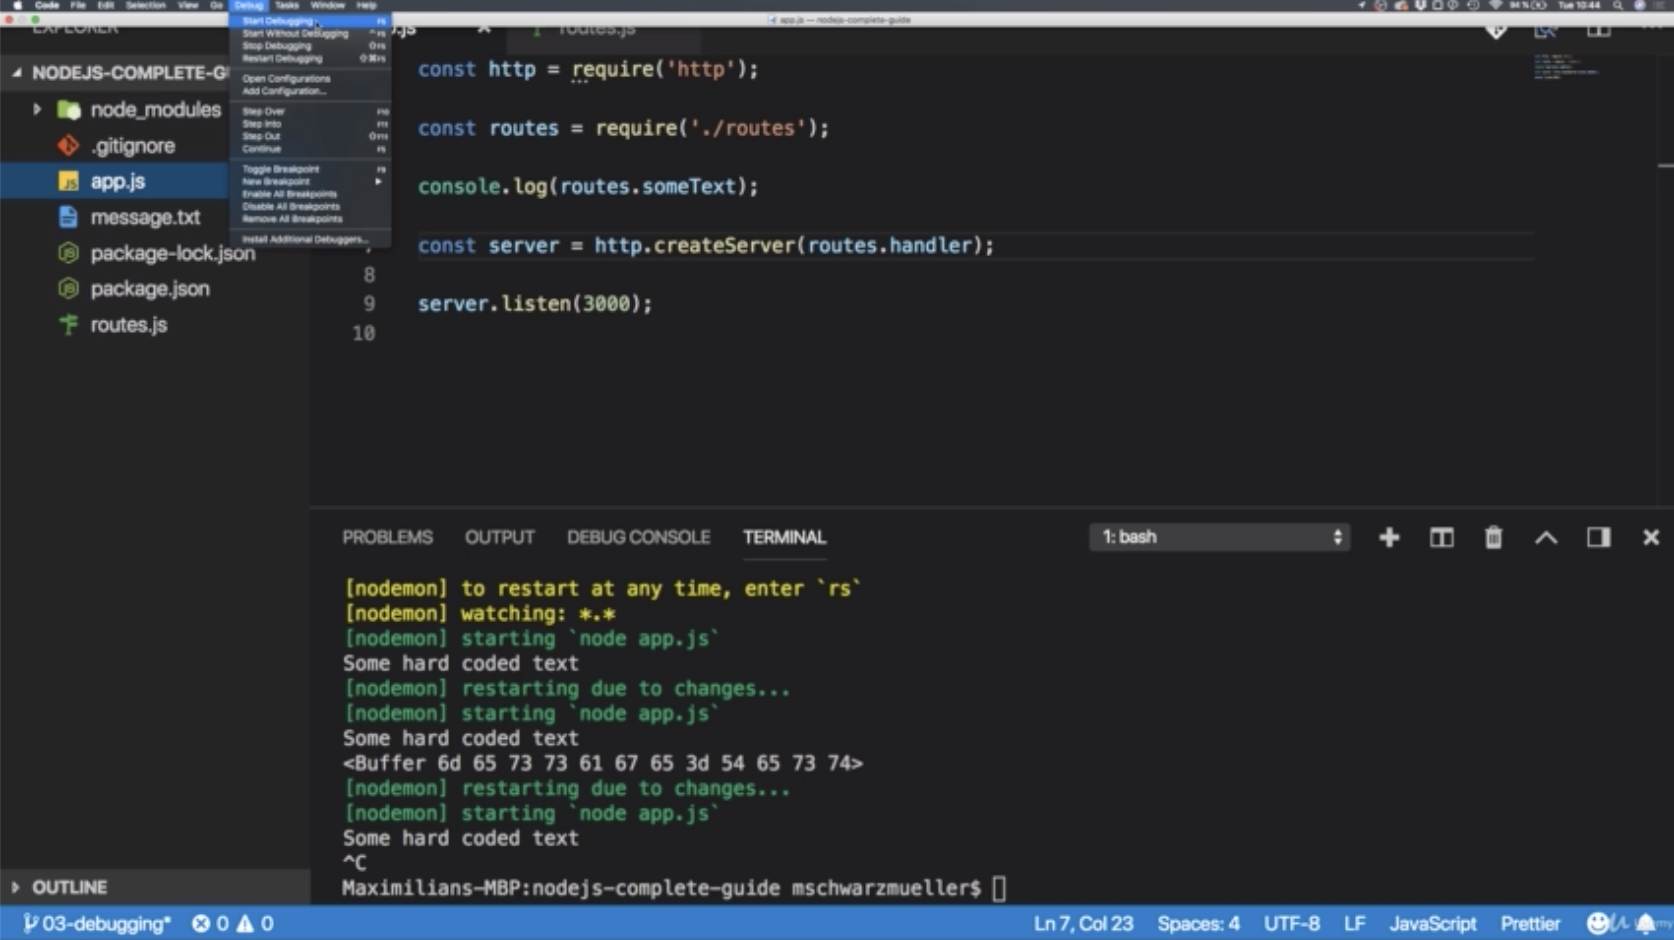 Code File Edit Selection View Go Debug Tasks Window Help
94% Tue 10:44
app.js — nodejs-complete-guide
EXPLORER
NODEJS-COMPLETE-G
node_modules
.gitignore
app.js
message.txt
package-lock.json
package.json
routes.js
OUTLINE
Start Debugging F5
Start Without Debugging ^F5
Stop Debugging ⇧F5
Restart Debugging ⇧⌘F5
Open Configurations
Add Configuration...
Step Over F10
Step Into F11
Step Out ⇧F11
Continue F5
Toggle Breakpoint F9
New Breakpoint
Enable All Breakpoints
Disable All Breakpoints
Remove All Breakpoints
Install Additional Debuggers...
.js routes.js
const http = require('http');
const routes = require('./routes');
console.log(routes.someText);
const server = http.createServer(routes.handler);
8
9 server.listen(3000);
10
PROBLEMS OUTPUT DEBUG CONSOLE TERMINAL 1: bash
[nodemon] to restart at any time, enter `rs`
[nodemon] watching: *.*
[nodemon] starting `node app.js`
Some hard coded text
[nodemon] restarting due to changes...
[nodemon] starting `node app.js`
Some hard coded text
<Buffer 6d 65 73 73 61 67 65 3d 54 65 73 74>
[nodemon] restarting due to changes...
[nodemon] starting `node app.js`
Some hard coded text
^C
Maximilians-MBP:nodejs-complete-guide mschwarzmueller$
03-debugging* 0 0 Ln 7, Col 23 Spaces: 4 UTF-8 LF JavaScript Prettier